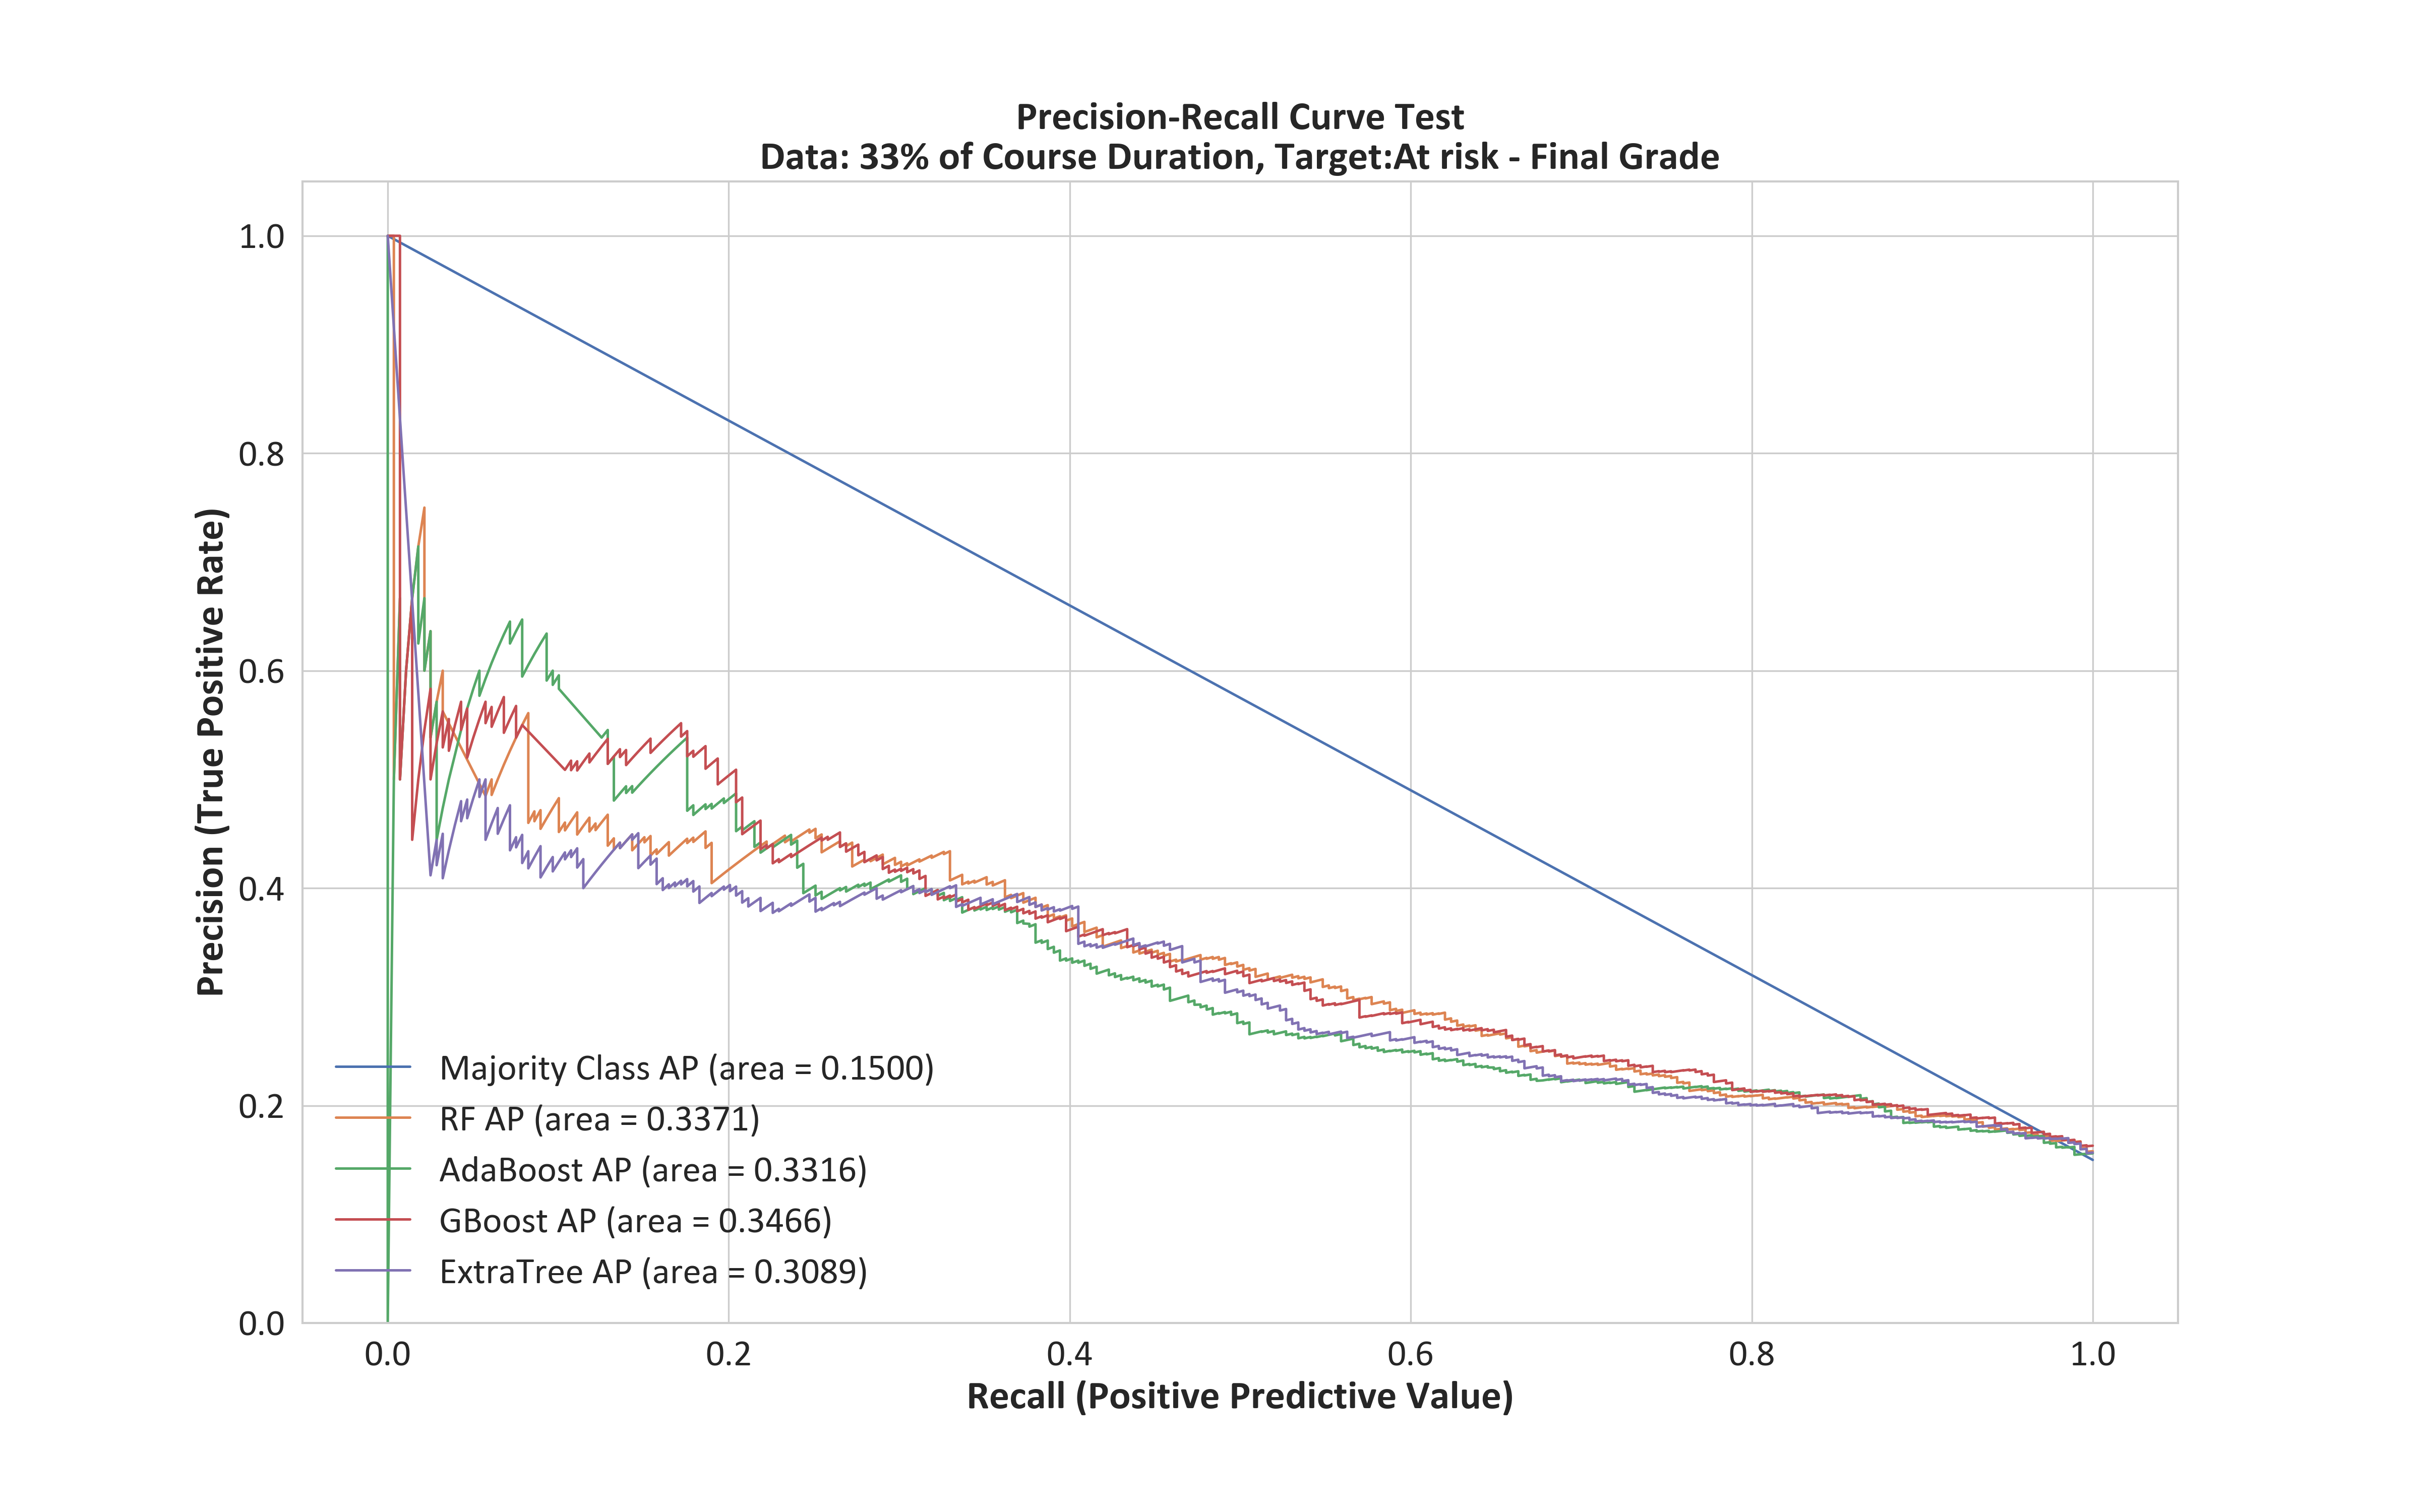 Precision-Recall Curve Test
Data: 33% of Course Duration, Target:At risk - Final Grade
Precision (True Positive Rate)
1.0
0.8
0.6
0.4
0.2
0.0
Majority Class AP (area = 0.1500)
RF AP (area = 0.3371)
AdaBoost AP (area = 0.3316)
GBoost AP (area = 0.3466)
ExtraTree AP (area = 0.3089)
0.0 0.2 0.4 0.6 0.8 1.0
Recall (Positive Predictive Value)